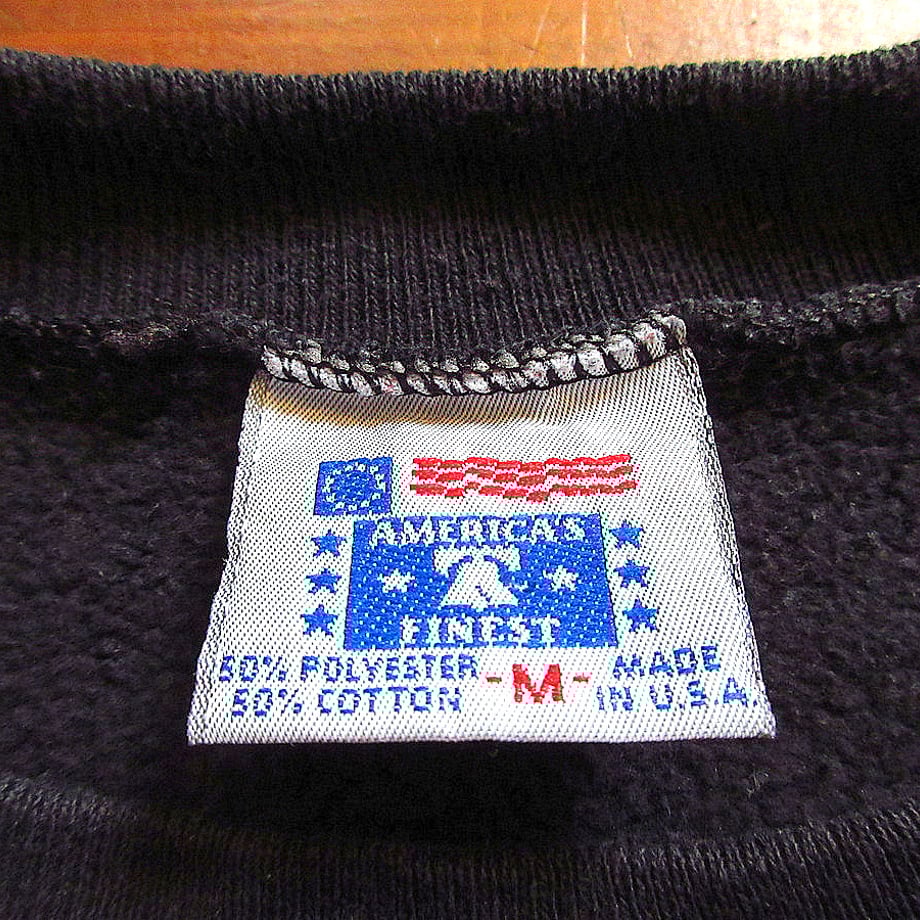 AMERICA'S
FINEST
50% POLYESTER
50% COTTON
-M-
MADE
IN U.S.A.